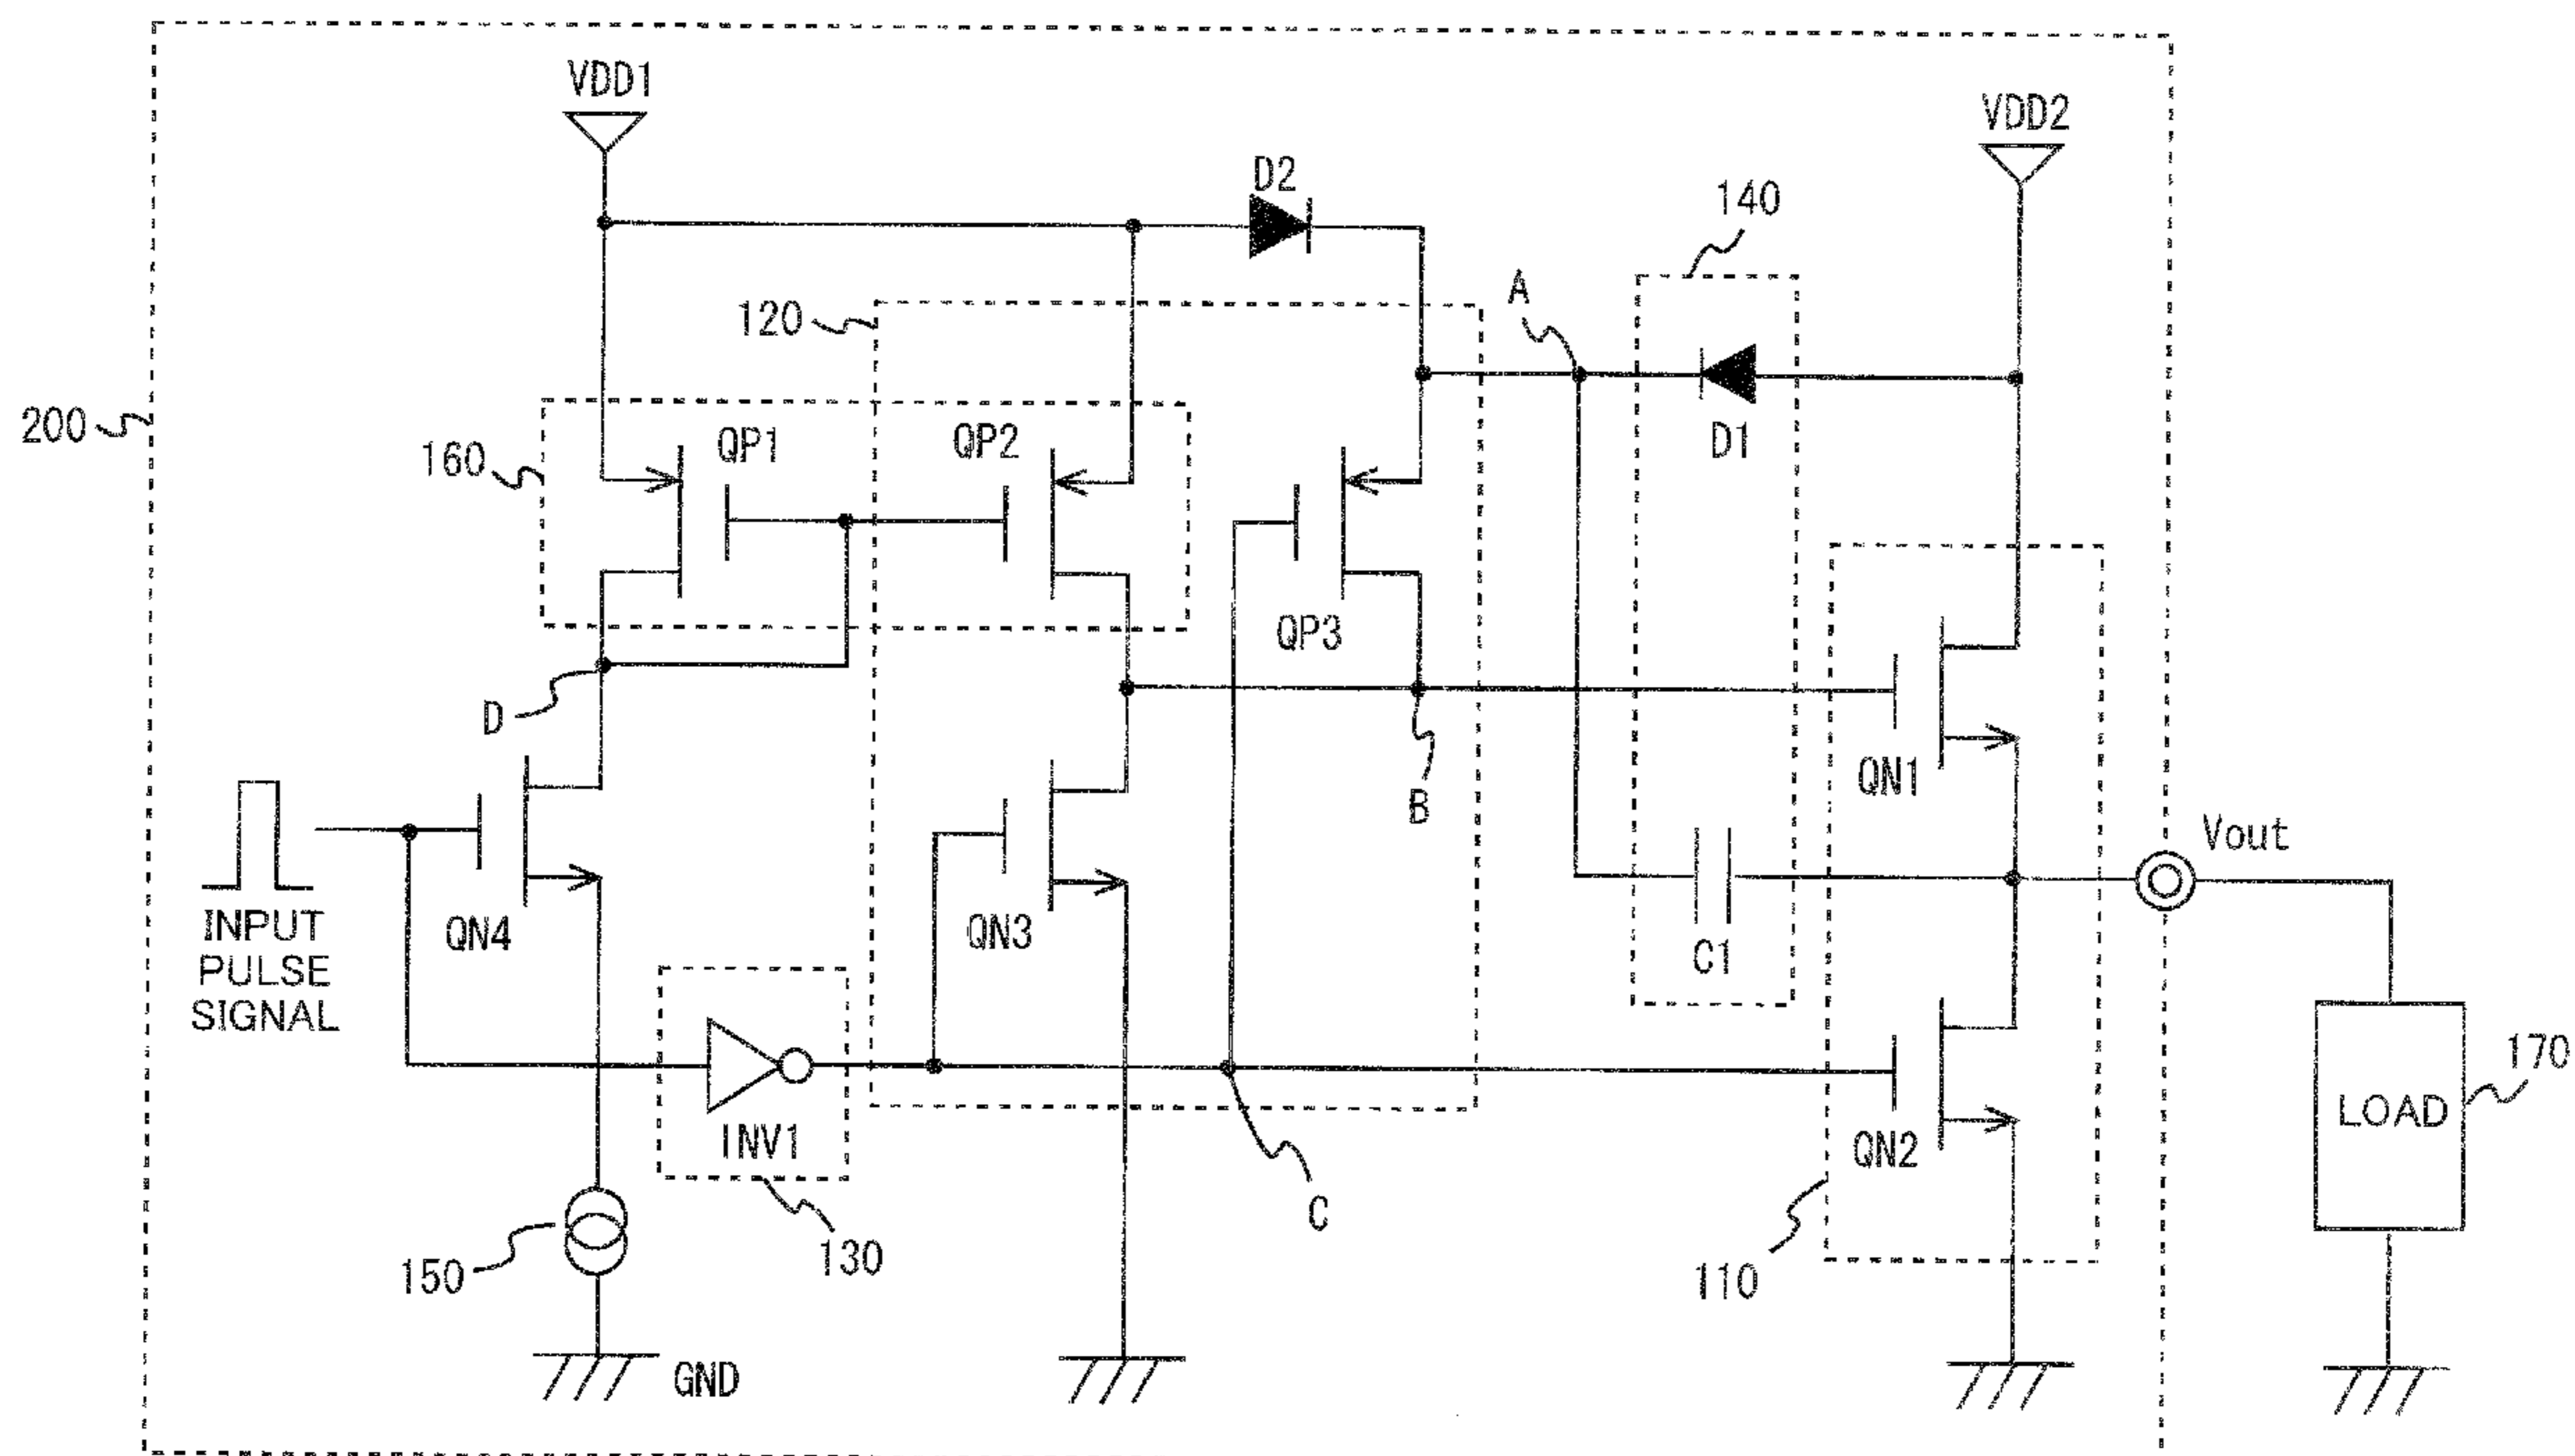 VDD1
VDD2
D2
140
A
120
200
160
QP1
QP2
D1
QP3
D
B
QN1
Vout
INPUT
PULSE
SIGNAL
QN4
QN3
C1
170
LOAD
INV1
QN2
C
150
130
110
GND